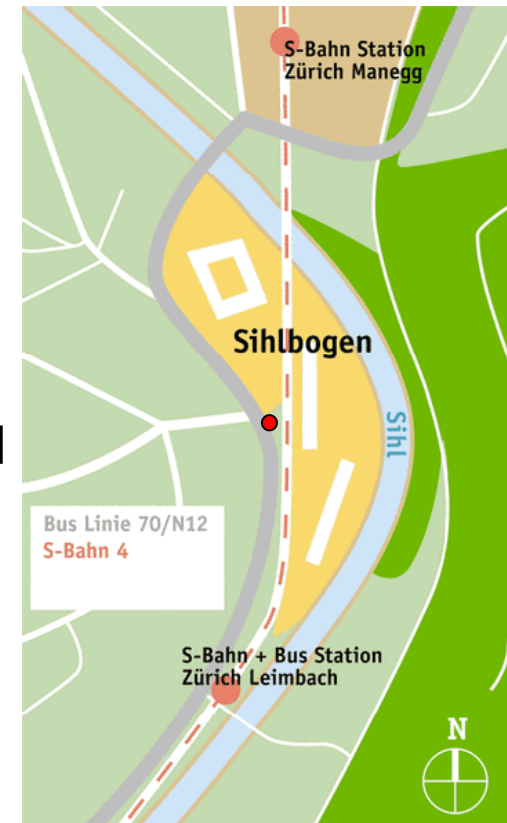 S-Bahn Station
Zürich Manegg
Sihlbogen
Sihl
Bus Linie 70/N12
S-Bahn 4
S-Bahn + Bus Station
Zürich Leimbach
N